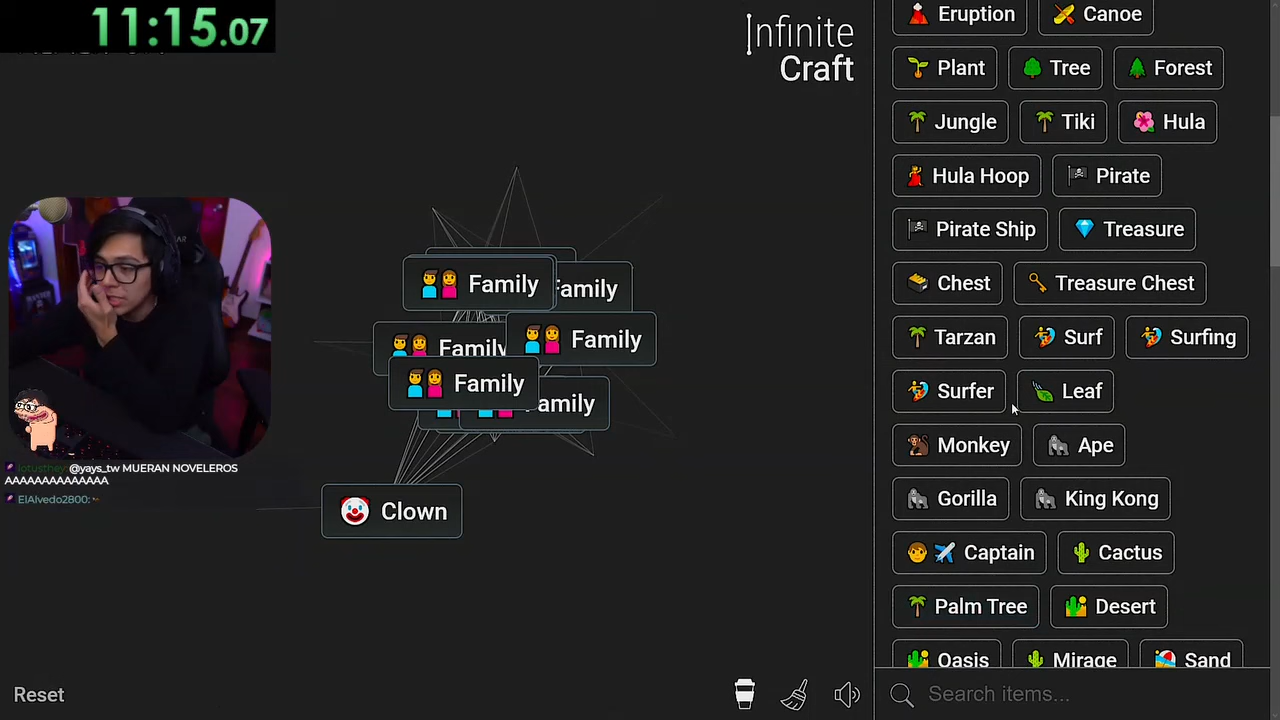 11:15.07
Infinite
Craft
Eruption
Canoe
Plant
Tree
Forest
Jungle
Tiki
Hula
Hula Hoop
Pirate
Pirate Ship
Treasure
Chest
Treasure Chest
Tarzan
Surf
Surfing
Surfer
Leaf
Monkey
Ape
Gorilla
King Kong
Captain
Cactus
Palm Tree
Desert
Oasis
Mirage
Sand
Family
Family
Family
Family
Family
Family
Clown
iotusthey: @yays_tw MUERAN NOVELEROS
AAAAAAAAAAAAAA
ElAlvedo2800:
Reset
Search items...